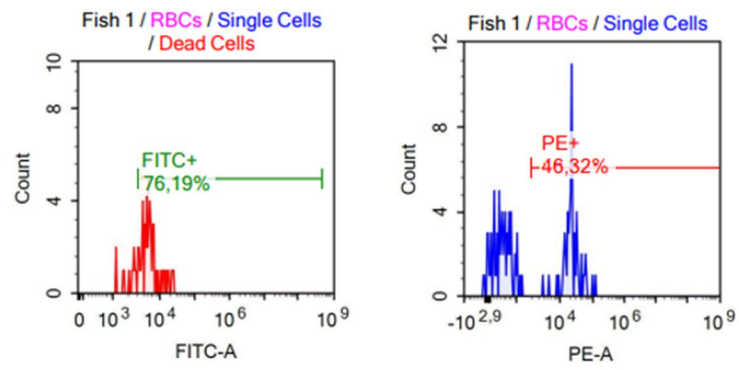 Fish 1 / RBCs / Single Cells
/ Dead Cells
10
8
4
0
Count
FITC+
76,19%
0 10³ 10⁴ 10⁶ 10⁹
FITC-A
Fish 1 / RBCs / Single Cells
12
8
4
0
Count
PE+
46,32%
-10²,⁹ 10⁴ 10⁶ 10⁹
PE-A